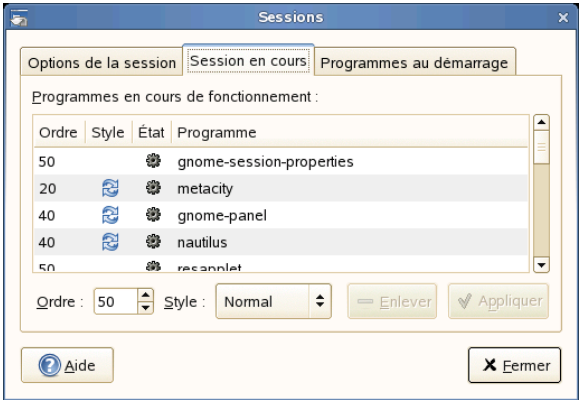 Sessions
Options de la session Session en cours Programmes au démarrage
Programmes en cours de fonctionnement :
Ordre Style État Programme
50 gnome-session-properties
20 metacity
40 gnome-panel
40 nautilus
50 resapplet
Ordre : 50 Style : Normal Enlever Appliquer
Aide Fermer